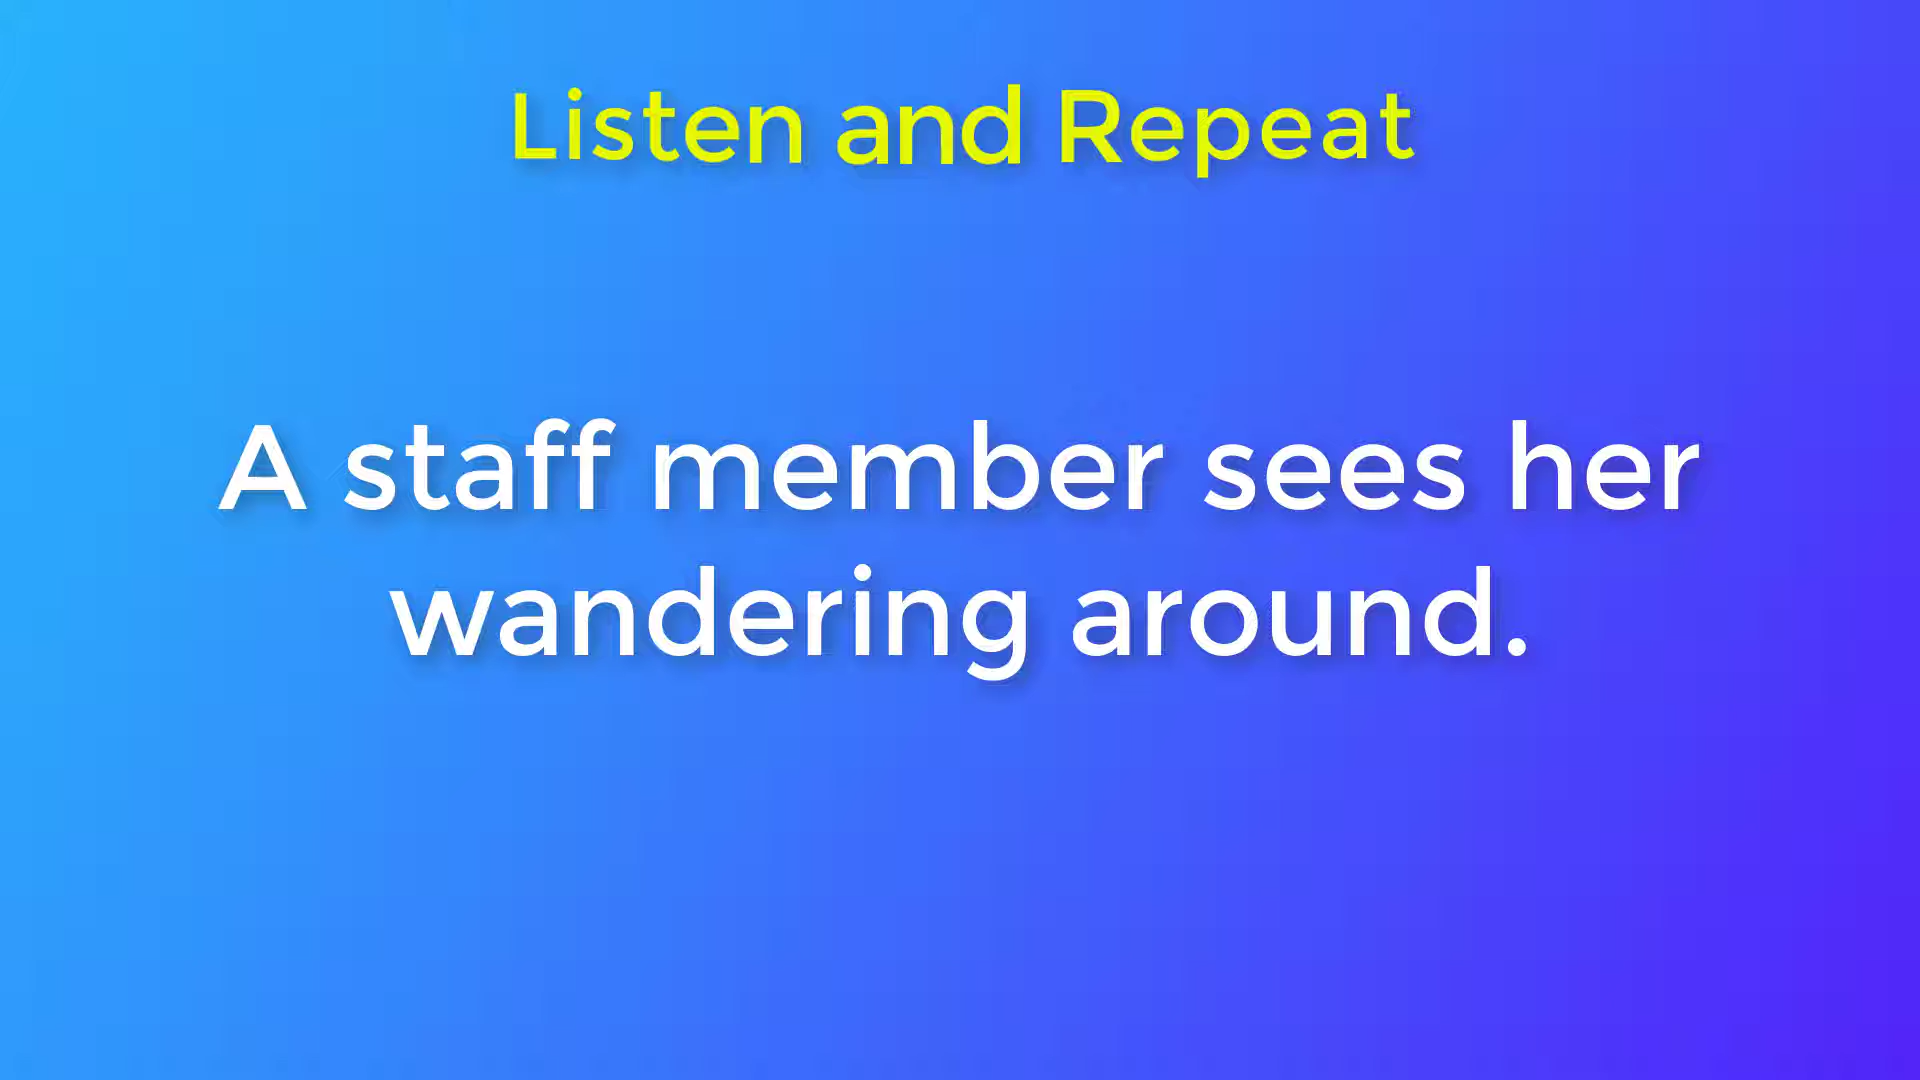 Listen and Repeat
A staff member sees her
wandering around.